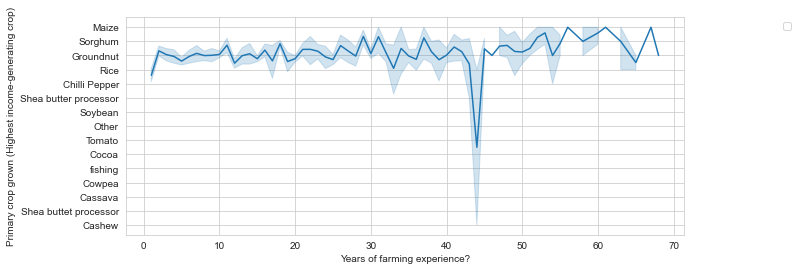 Primary crop grown (Highest income-generating crop)
Maize
Sorghum
Groundnut
Rice
Chilli Pepper
Shea butter processor
Soybean
Other
Tomato
Cocoa
fishing
Cowpea
Cassava
Shea buttet processor
Cashew
0 10 20 30 40 50 60 70
Years of farming experience?